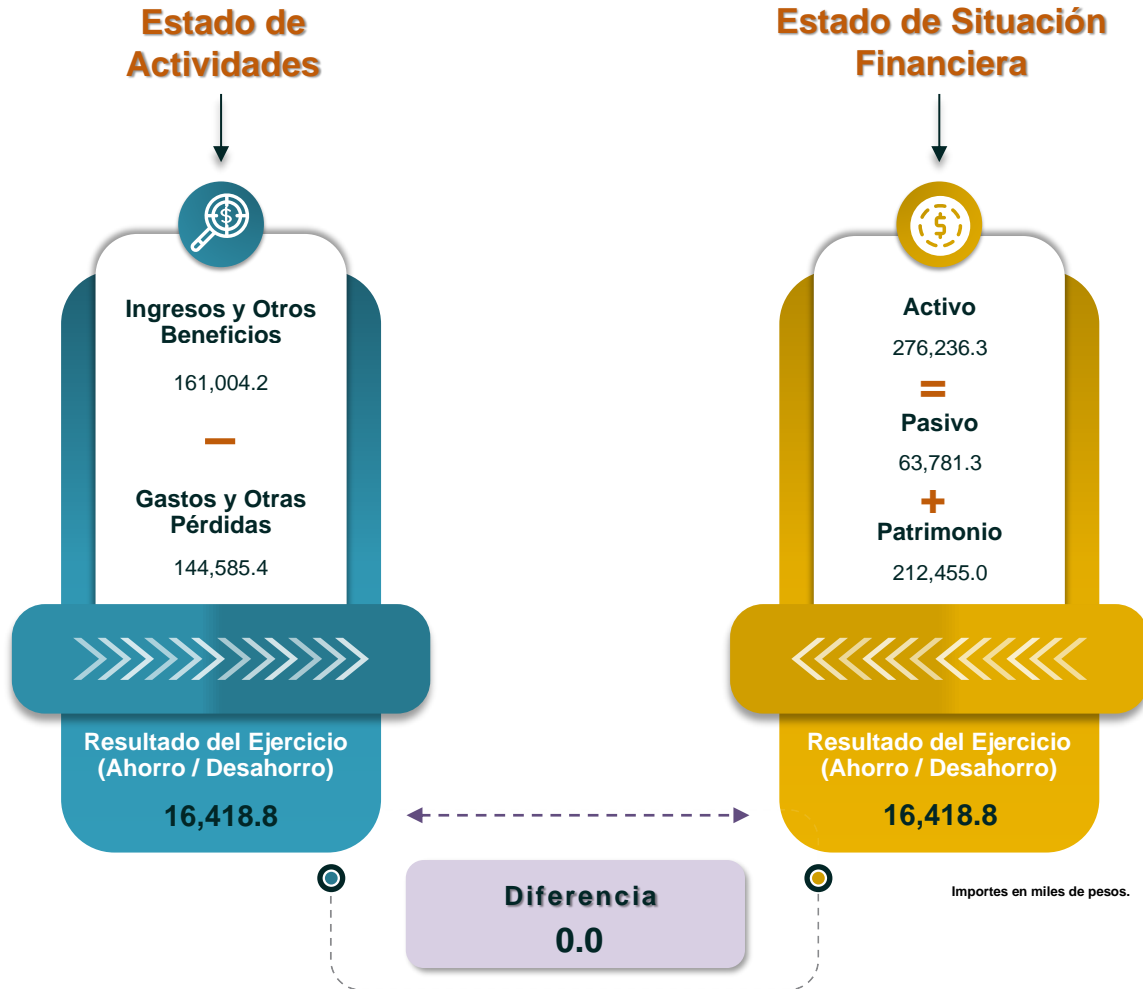 Estado de
Actividades
Ingresos y Otros
Beneficios
161,004.2
–
Gastos y Otras
Pérdidas
144,585.4
Resultado del Ejercicio
(Ahorro / Desahorro)
16,418.8
Estado de Situación
Financiera
$
Activo
276,236.3
=
Pasivo
63,781.3
+
Patrimonio
212,455.0
Resultado del Ejercicio
(Ahorro / Desahorro)
16,418.8
Diferencia
0.0
Importes en miles de pesos.